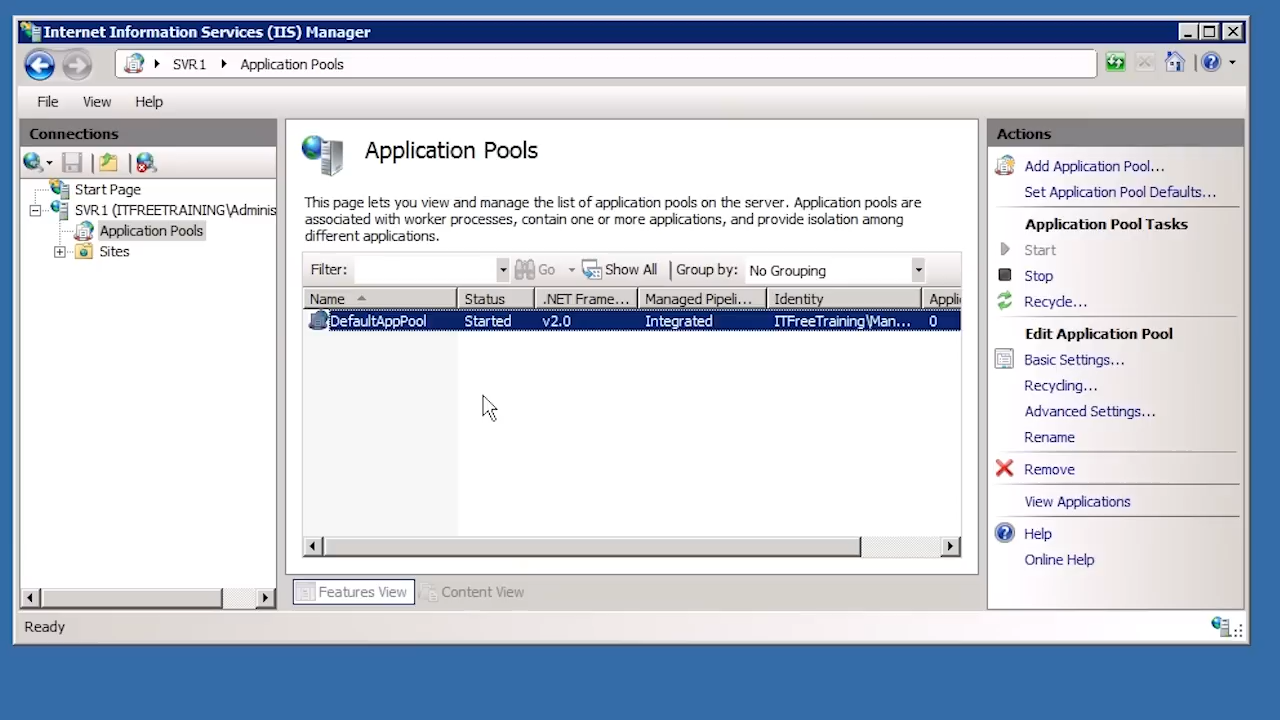 Internet Information Services (IIS) Manager
SVR1 Application Pools
File View Help
Connections
Start Page
SVR1 (ITFREETRAINING\Adminis
Application Pools
Sites
Application Pools
This page lets you view and manage the list of application pools on the server. Application pools are
associated with worker processes, contain one or more applications, and provide isolation among
different applications.
Filter: Go Show All Group by: No Grouping
Name Status .NET Frame... Managed Pipeli... Identity Appli
DefaultAppPool Started v2.0 Integrated ITFreeTraining\Man... 0
Features View Content View
Actions
Add Application Pool...
Set Application Pool Defaults...
Application Pool Tasks
Start
Stop
Recycle...
Edit Application Pool
Basic Settings...
Recycling...
Advanced Settings...
Rename
Remove
View Applications
Help
Online Help
Ready